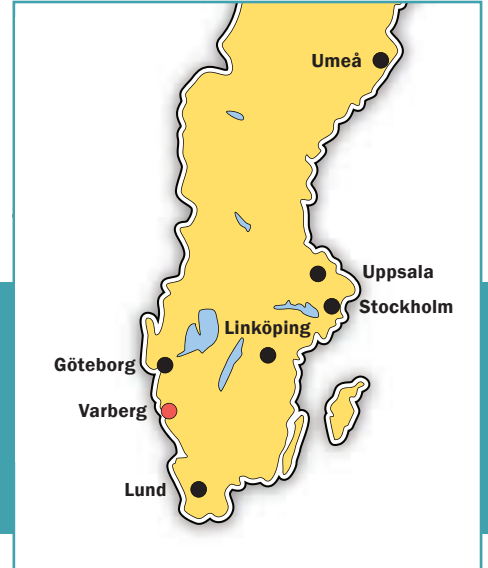 Umeå
Uppsala
Stockholm
Linköping
Göteborg
Varberg
Lund